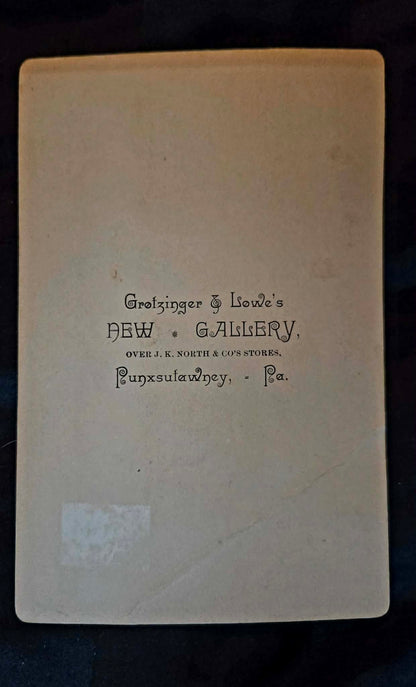 Grotzinger & Lowe's
NEW * GALLERY,
OVER J. K. NORTH & CO'S STORES,
Punxsutawney, - Pa.